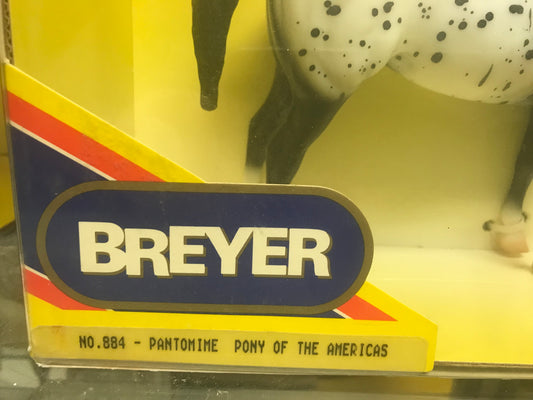 BREYER
NO.884 - PANTOMIME PONY OF THE AMERICAS